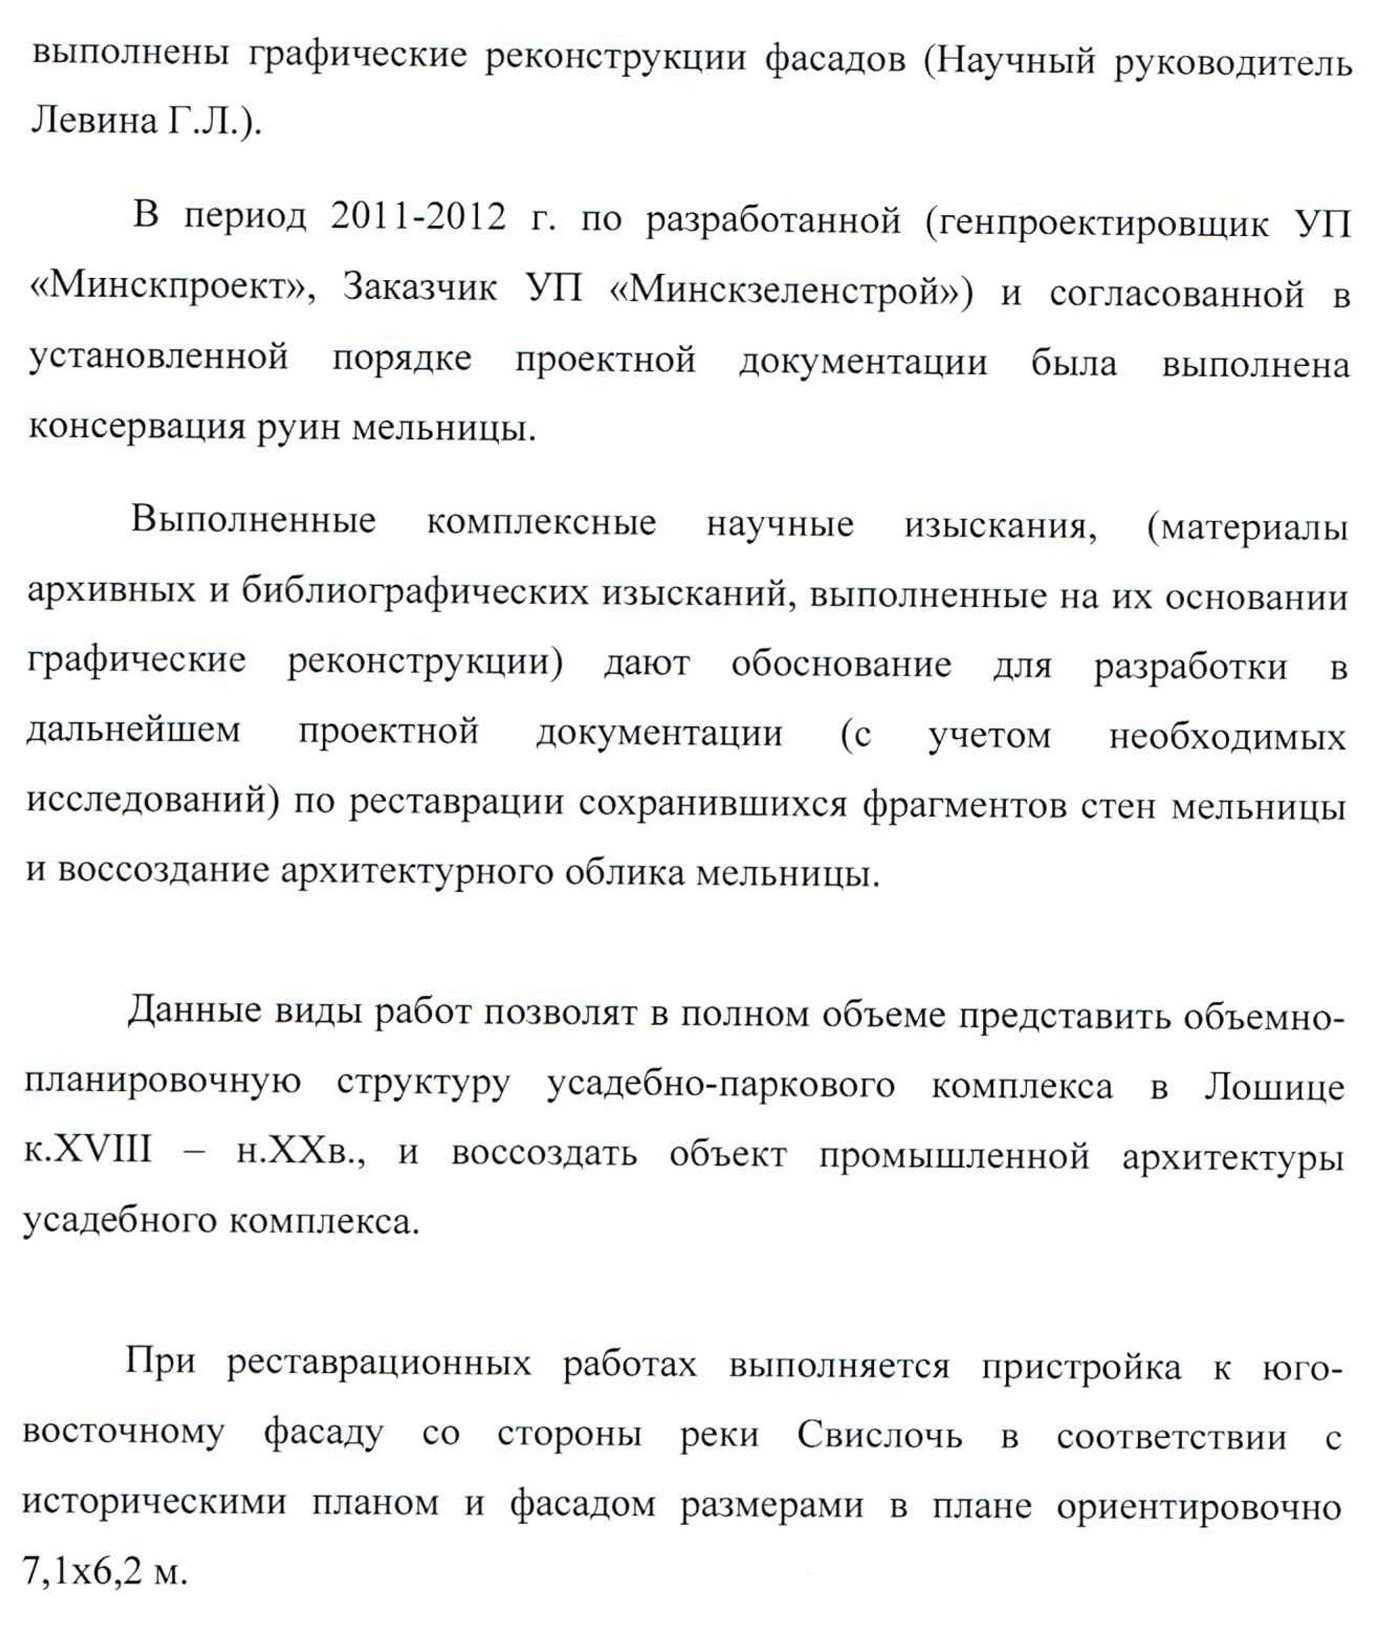 выполнены графические реконструкции фасадов (Научный руководитель
Левина Г.Л.).
В период 2011-2012 г. по разработанной (генпроектировщик УП
«Минскпроект», Заказчик УП «Минскзеленстрой») и согласованной в
установленной порядке проектной документации была выполнена
консервация руин мельницы.
Выполненные комплексные научные изыскания, (материалы
архивных и библиографических изысканий, выполненные на их основании
графические реконструкции) дают обоснование для разработки в
дальнейшем проектной документации (с учетом необходимых
исследований) по реставрации сохранившихся фрагментов стен мельницы
и воссоздание архитектурного облика мельницы.
Данные виды работ позволят в полном объеме представить объемно-
планировочную структуру усадебно-паркового комплекса в Лошице
к.XVIII – н.XXв., и воссоздать объект промышленной архитектуры
усадебного комплекса.
При реставрационных работах выполняется пристройка к юго-
восточному фасаду со стороны реки Свислочь в соответствии с
историческими планом и фасадом размерами в плане ориентировочно
7,1х6,2 м.